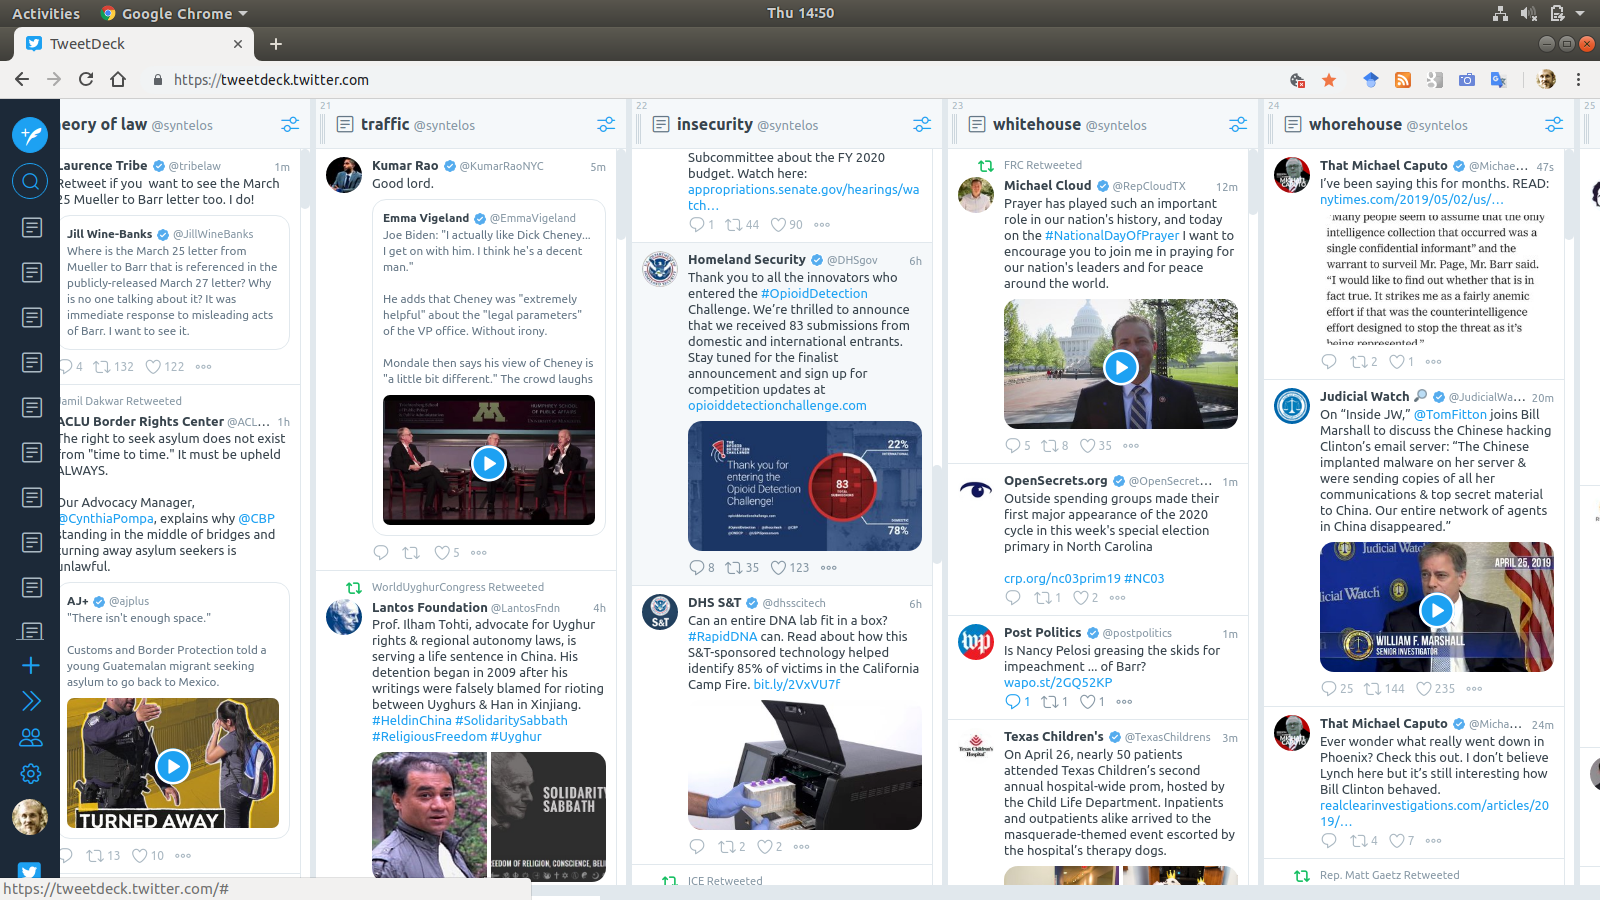 Activities
Google Chrome
Thu 14:50
TweetDeck
https://tweetdeck.twitter.com
eory of law @syntelos
Laurence Tribe @tribelaw 1m
Retweet if you want to see the March
25 Mueller to Barr letter too. I do!
Jill Wine-Banks @JillWineBanks
Where is the March 25 letter from
Mueller to Barr that is referenced in the
publicly-released March 27 letter? Why
is no one talking about it? It was
immediate response to misleading acts
of Barr. I want to see it.
4 132 122
Jamil Dakwar Retweeted
ACLU Border Rights Center @ACL... 1h
The right to seek asylum does not exist
from "time to time." It must be upheld
ALWAYS.
Our Advocacy Manager,
@CynthiaPompa, explains why @CBP
standing in the middle of bridges and
turning away asylum seekers is
unlawful.
AJ+ @ajplus
"There isn't enough space."
Customs and Border Protection told a
young Guatemalan migrant seeking
asylum to go back to Mexico.
TURNED AWAY
13 10
https://tweetdeck.twitter.com/#
21
traffic @syntelos
Kumar Rao @KumarRaoNYC 5m
Good lord.
Emma Vigeland @EmmaVigeland
Joe Biden: "I actually like Dick Cheney...
I get on with him. I think he's a decent
man."
He adds that Cheney was "extremely
helpful" about the "legal parameters"
of the VP office. Without irony.
Mondale then says his view of Cheney is
"a little bit different." The crowd laughs
HUMPHREY SCHOOL
OF PUBLIC AFFAIRS
5
WorldUyghurCongress Retweeted
Lantos Foundation @LantosFndn 4h
Prof. Ilham Tohti, advocate for Uyghur
rights & regional autonomy laws, is
serving a life sentence in China. His
detention began in 2009 after his
writings were falsely blamed for rioting
between Uyghurs & Han in Xinjiang.
#HeldinChina #SolidaritySabbath
#ReligiousFreedom #Uyghur
SOLIDARITY
SABBATH
EEDOM OF RELIGION, CONSCIENCE, BELI
22
insecurity @syntelos
Subcommittee about the FY 2020
budget. Watch here:
appropriations.senate.gov/hearings/wa
tch...
1 44 90
Homeland Security @DHSgov 6h
Thank you to all the innovators who
entered the #OpioidDetection
Challenge. We're thrilled to announce
that we received 83 submissions from
domestic and international entrants.
Stay tuned for the finalist
announcement and sign up for
competition updates at
opioiddetectionchallenge.com
THE
OPIOID
DETECTION
CHALLENGE
Thank you for
entering the
Opioid Detection
Challenge!
22%
INTERNATIONAL
83
TOTAL
SUBMISSIONS
DOMESTIC
78%
8 35 123
DHS S&T @dhsscitech 6h
S&T
Can an entire DNA lab fit in a box?
#RapidDNA can. Read about how this
S&T-sponsored technology helped
identify 85% of victims in the California
Camp Fire. bit.ly/2VxVU7f
2 2
ICE Retweeted
23
whitehouse @syntelos
FRC Retweeted
Michael Cloud @RepCloudTX 12m
Prayer has played such an important
role in our nation's history, and today
on the #NationalDayOfPrayer I want to
encourage you to join me in praying for
our nation's leaders and for peace
around the world.
5 8 35
OpenSecrets.org @OpenSecret... 1m
Outside spending groups made their
first major appearance of the 2020
cycle in this week's special election
primary in North Carolina
crp.org/nc03prim19 #NC03
1 2
wp
Post Politics @postpolitics 1m
Is Nancy Pelosi greasing the skids for
impeachment ... of Barr?
wapo.st/2GQ52KP
1 1 1
Texas Children's @TexasChildrens 3m
Texas Children's
Hospital
On April 26, nearly 50 patients
attended Texas Children's second
annual hospital-wide prom, hosted by
the Child Life Department. Inpatients
and outpatients alike arrived to the
masquerade-themed event escorted by
the hospital's therapy dogs.
24
whorehouse @syntelos
That Michael Caputo @Michae... 47s
I've been saying this for months. READ:
nytimes.com/2019/05/02/us/...
"Many people seem to assume that the only
intelligence collection that occurred was a
single confidential informant" and the
warrant to surveil Mr. Page, Mr. Barr said.
"I would like to find out whether that is in
fact true. It strikes me as a fairly anemic
effort if that was the counterintelligence
effort designed to stop the threat as it's
being represented."
2 1
Judicial Watch @JudicialWa... 20m
On "Inside JW," @TomFitton joins Bill
Marshall to discuss the Chinese hacking
Clinton's email server: "The Chinese
implanted malware on her server &
were sending copies of all her
communications & top secret material
to China. Our entire network of agents
in China disappeared."
Judicial Watch
APRIL 26, 2019
WILLIAM F. MARSHALL
SENIOR INVESTIGATOR
25 144 235
That Michael Caputo @Micha... 24m
Ever wonder what really went down in
Phoenix? Check this out. I don't believe
Lynch here but it's still interesting how
Bill Clinton behaved.
realclearinvestigations.com/articles/20
19/...
4 7
Rep. Matt Gaetz Retweeted
25